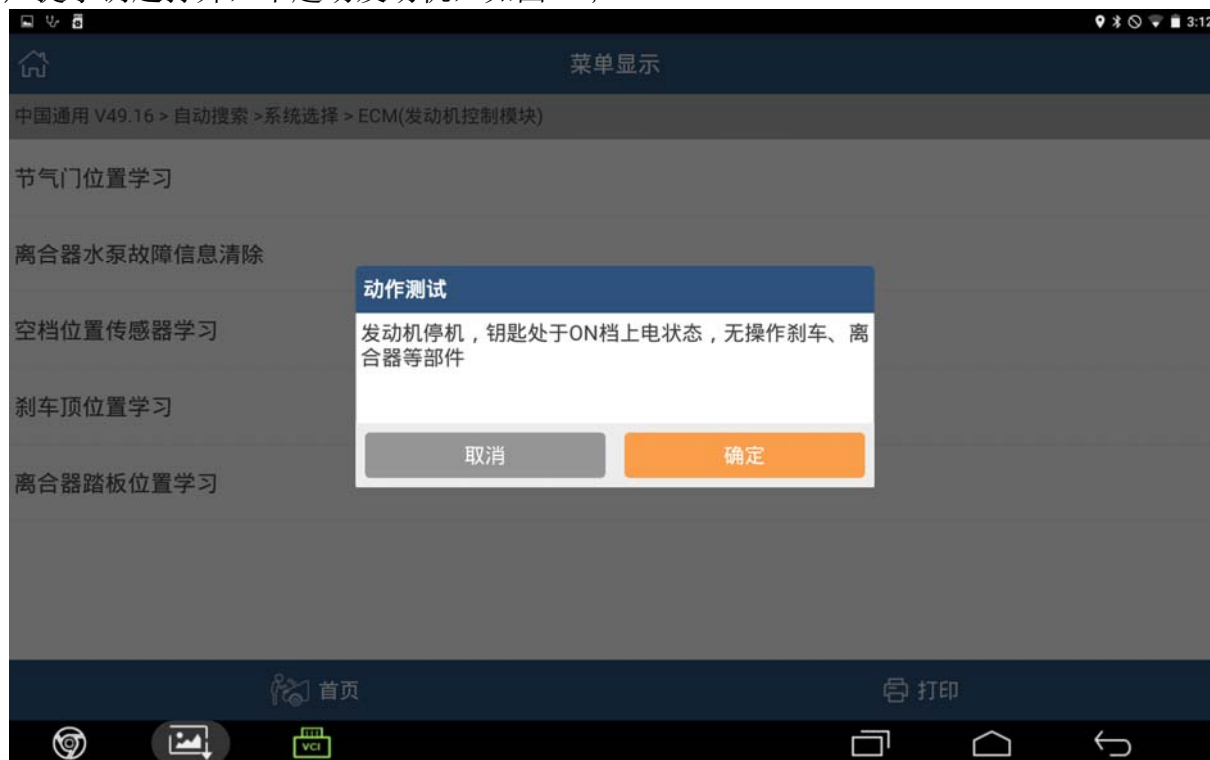 3:12
菜单显示
中国通用 V49.16 > 自动搜索 >系统选择 > ECM(发动机控制模块)
节气门位置学习
离合器水泵故障信息清除
空档位置传感器学习
刹车顶位置学习
离合器踏板位置学习
动作测试
发动机停机，钥匙处于ON档上电状态，无操作刹车、离
合器等部件
取消
确定
首页
打印
VCI